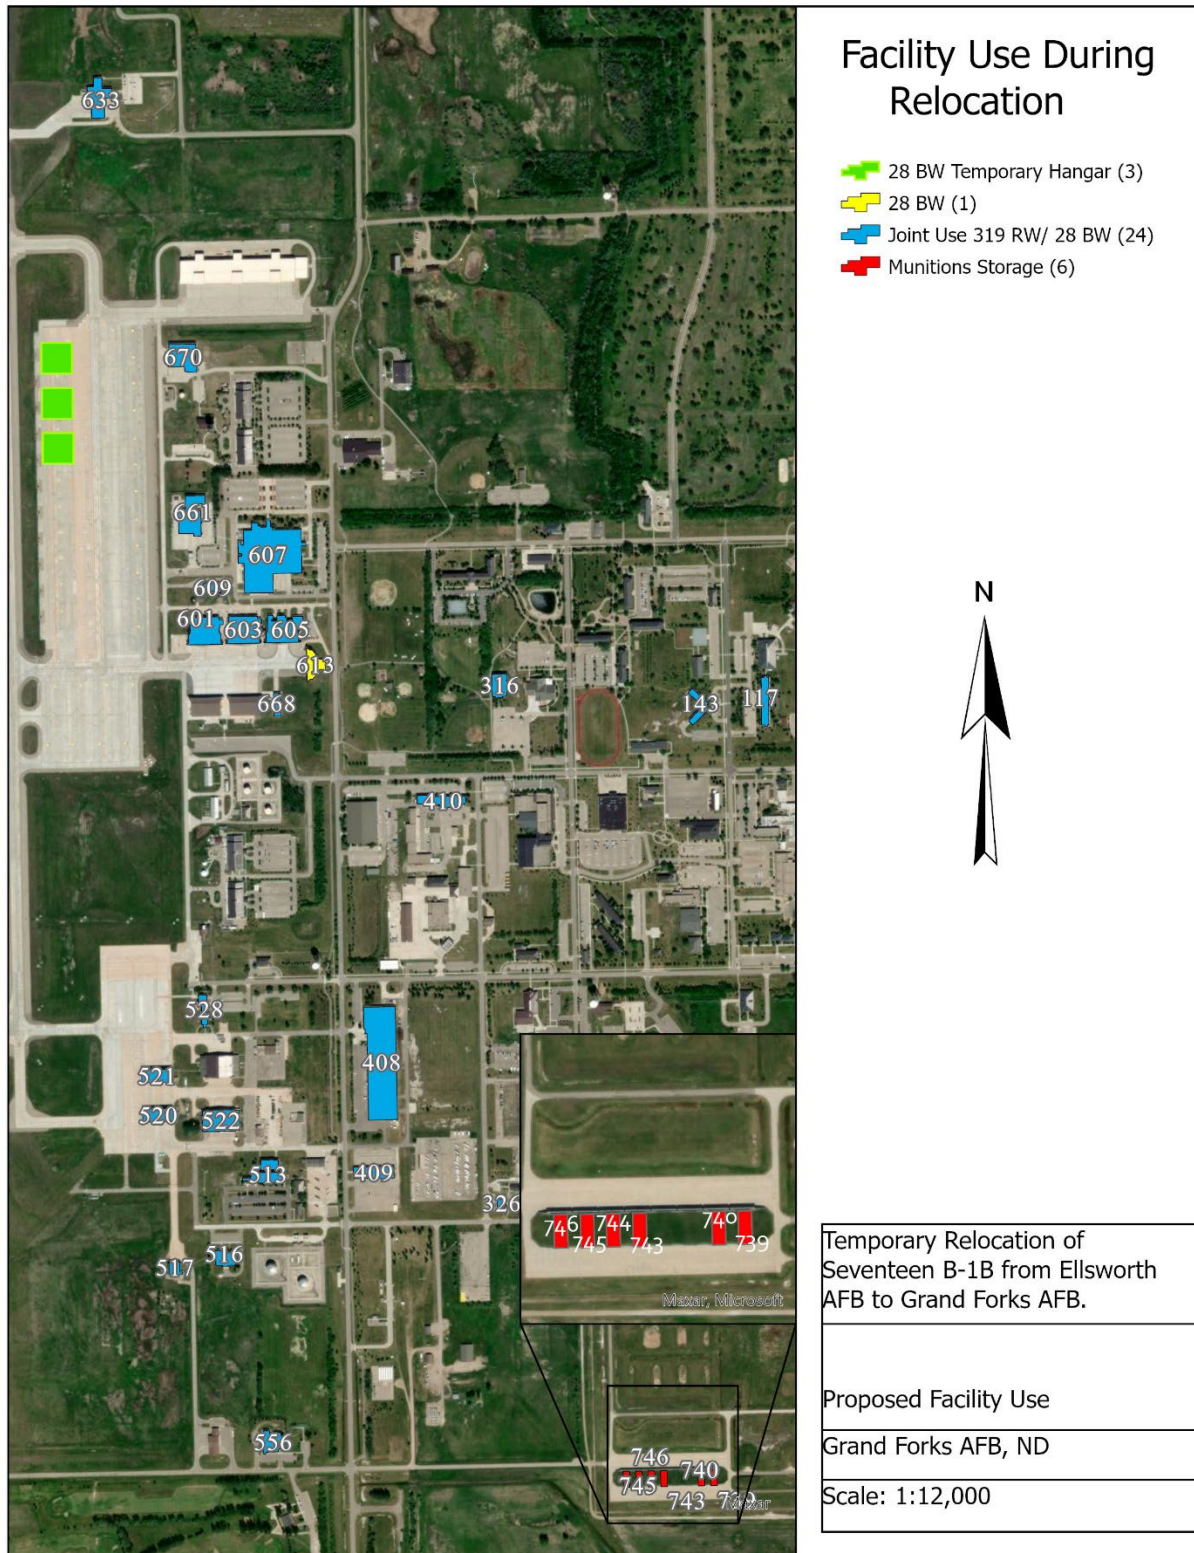 Facility Use During
Relocation
28 BW Temporary Hangar (3)
28 BW (1)
Joint Use 319 RW/ 28 BW (24)
Munitions Storage (6)
633
670
661
607
609
601
603
605
613
668
316
143
117
410
528
408
521
520
522
513
409
326
517
516
556
746
744
740
745
743
739
Maxar, Microsoft
746
740
745
743
Maxar
N
Temporary Relocation of
Seventeen B-1B from Ellsworth
AFB to Grand Forks AFB.
Proposed Facility Use
Grand Forks AFB, ND
Scale: 1:12,000